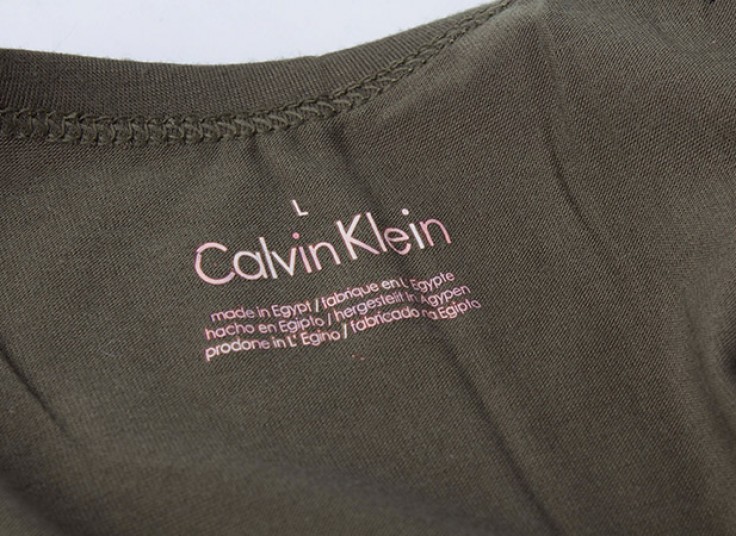 L
Calvin Klein
made in Egypt / fabrique en L'Egypte
hacho en Egipto / hergestellt in Agypen
prodone in L' Egino / fabricado na Egipto